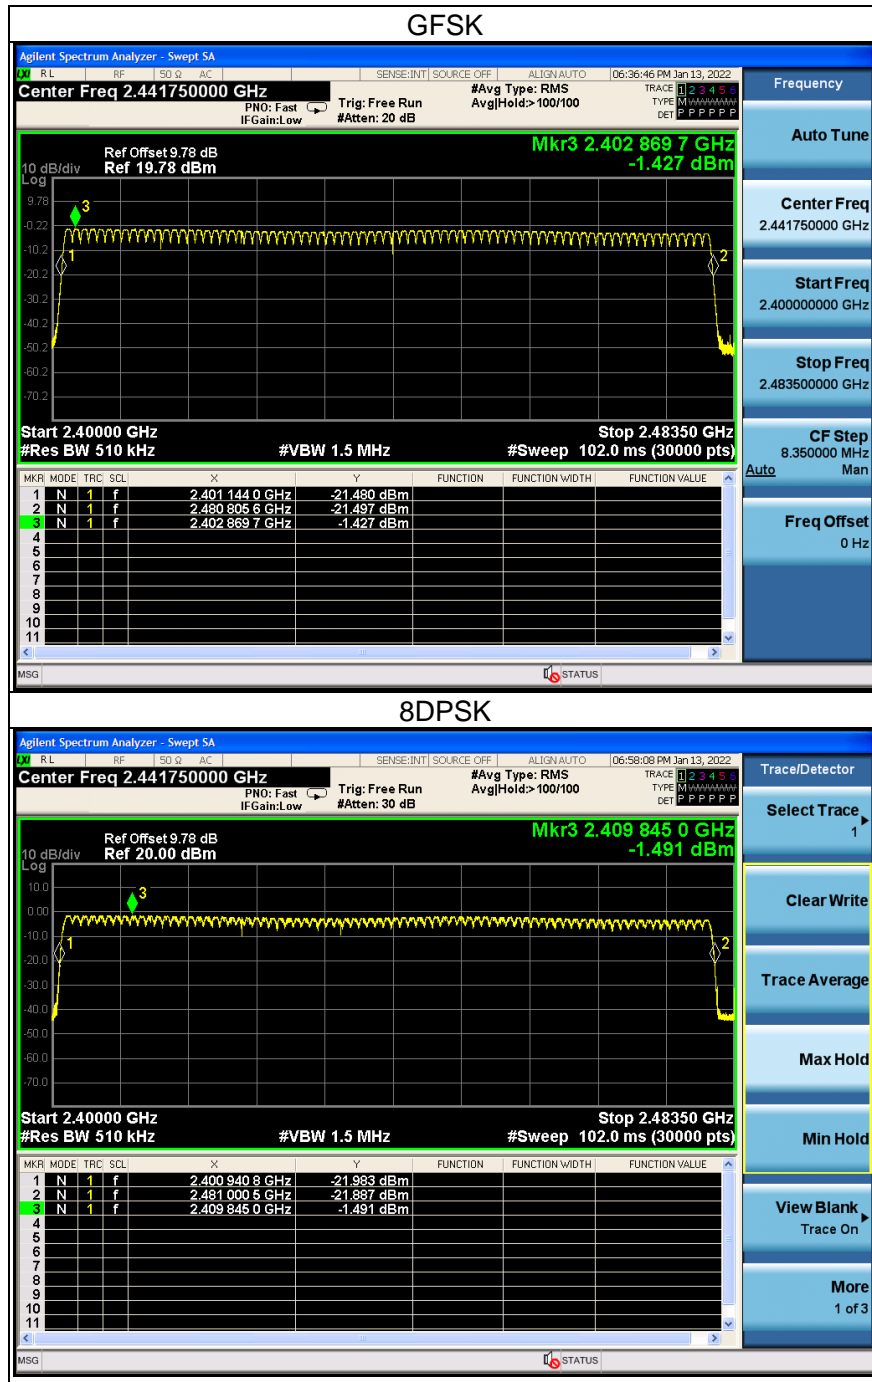 GFSK
Agilent Spectrum Analyzer - Swept SA
LXI RL RF 50 Ω AC SENSE:INT SOURCE OFF ALIGN AUTO 06:36:46 PM Jan 13, 2022
Center Freq 2.441750000 GHz #Avg Type: RMS TRACE 1 2 3 4 5 6
PNO: Fast Trig: Free Run Avg|Hold:>100/100 TYPE M WWWWW
IFGain:Low #Atten: 20 dB DET P P P P P P
Ref Offset 9.78 dB Mkr3 2.402 869 7 GHz
10 dB/div Ref 19.78 dBm -1.427 dBm
Log
9.78
-0.22
-10.2
-20.2
-30.2
-40.2
-50.2
-60.2
-70.2
3
1
2
Start 2.40000 GHz Stop 2.48350 GHz
#Res BW 510 kHz #VBW 1.5 MHz #Sweep 102.0 ms (30000 pts)
MKR MODE TRC SCL X Y FUNCTION FUNCTION WIDTH FUNCTION VALUE
1 N 1 f 2.401 144 0 GHz -21.480 dBm
2 N 1 f 2.480 805 6 GHz -21.497 dBm
3 N 1 f 2.402 869 7 GHz -1.427 dBm
4
5
6
7
8
9
10
11
MSG STATUS
Frequency
Auto Tune
Center Freq
2.441750000 GHz
Start Freq
2.400000000 GHz
Stop Freq
2.483500000 GHz
CF Step
8.350000 MHz
Auto Man
Freq Offset
0 Hz
8DPSK
Agilent Spectrum Analyzer - Swept SA
LXI RL RF 50 Ω AC SENSE:INT SOURCE OFF ALIGN AUTO 06:58:08 PM Jan 13, 2022
Center Freq 2.441750000 GHz #Avg Type: RMS TRACE 1 2 3 4 5 6
PNO: Fast Trig: Free Run Avg|Hold:>100/100 TYPE M WWWWW
IFGain:Low #Atten: 30 dB DET P P P P P P
Ref Offset 9.78 dB Mkr3 2.409 845 0 GHz
10 dB/div Ref 20.00 dBm -1.491 dBm
Log
10.0
0.00
-10.0
-20.0
-30.0
-40.0
-50.0
-60.0
-70.0
3
1
2
Start 2.40000 GHz Stop 2.48350 GHz
#Res BW 510 kHz #VBW 1.5 MHz #Sweep 102.0 ms (30000 pts)
MKR MODE TRC SCL X Y FUNCTION FUNCTION WIDTH FUNCTION VALUE
1 N 1 f 2.400 940 8 GHz -21.983 dBm
2 N 1 f 2.481 000 5 GHz -21.887 dBm
3 N 1 f 2.409 845 0 GHz -1.491 dBm
4
5
6
7
8
9
10
11
MSG STATUS
Trace/Detector
Select Trace
1
Clear Write
Trace Average
Max Hold
Min Hold
View Blank
Trace On
More
1 of 3